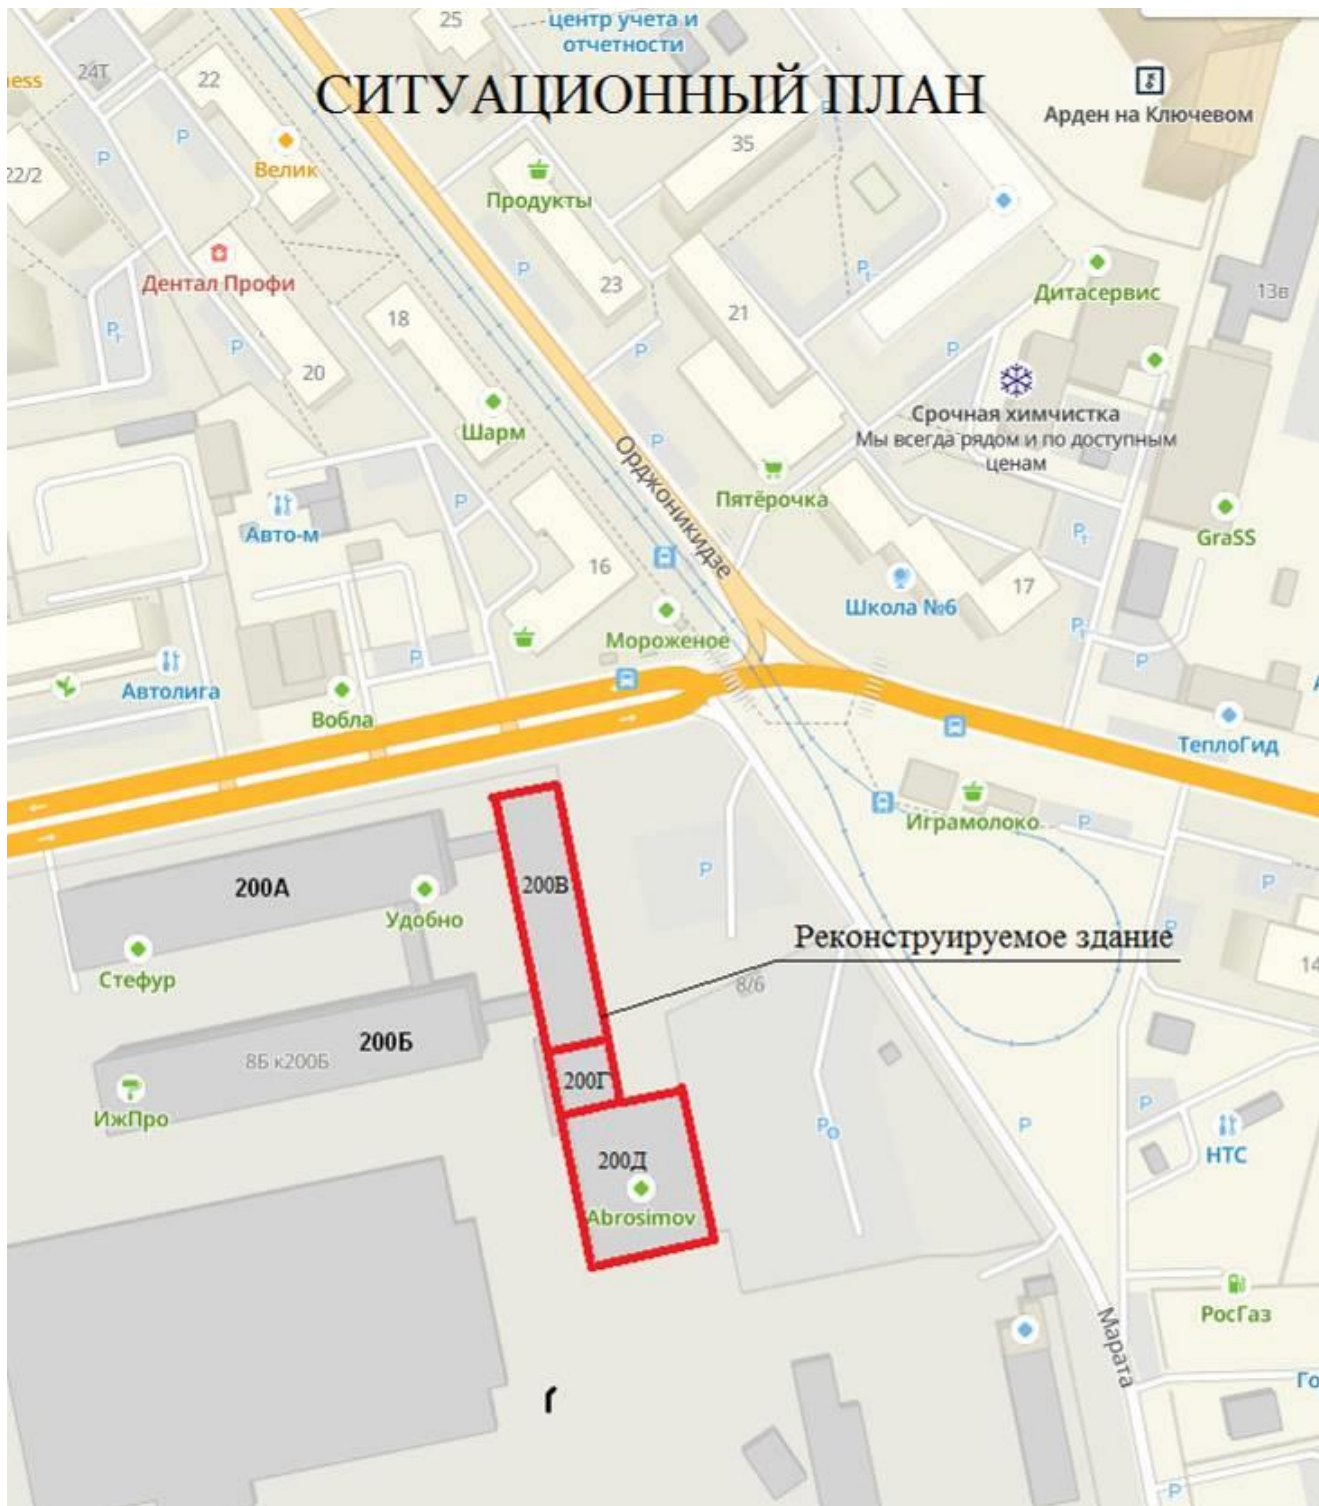 25
центр учета и
отчетности
ess
24Т
22
СИТУАЦИОННЫЙ ПЛАН
Арден на Ключевом
P
35
22/2
P
Велик
Продукты
Дентал Профи
P
23
P
Дитасервис
13в
18
21
P
P
20
P
P
P
Срочная химчистка
Мы всегда рядом и по доступным
ценам
Шарм
Орджоникидзе
P
Пятёрочка
P
Авто-м
GraSS
P
16
17
Школа №6
Мороженое
P
P
P
Автолига
Вобла
ТеплоГид
Играмолоко
P
200А
200В
P
P
Удобно
Реконструируемое здание
P
Стефур
8/6
14
200Б
8Б к200Б
200Г
ИжПро
P
P
P
НТС
200Д
Abrosimov
РосГаз
Марата
Го
P